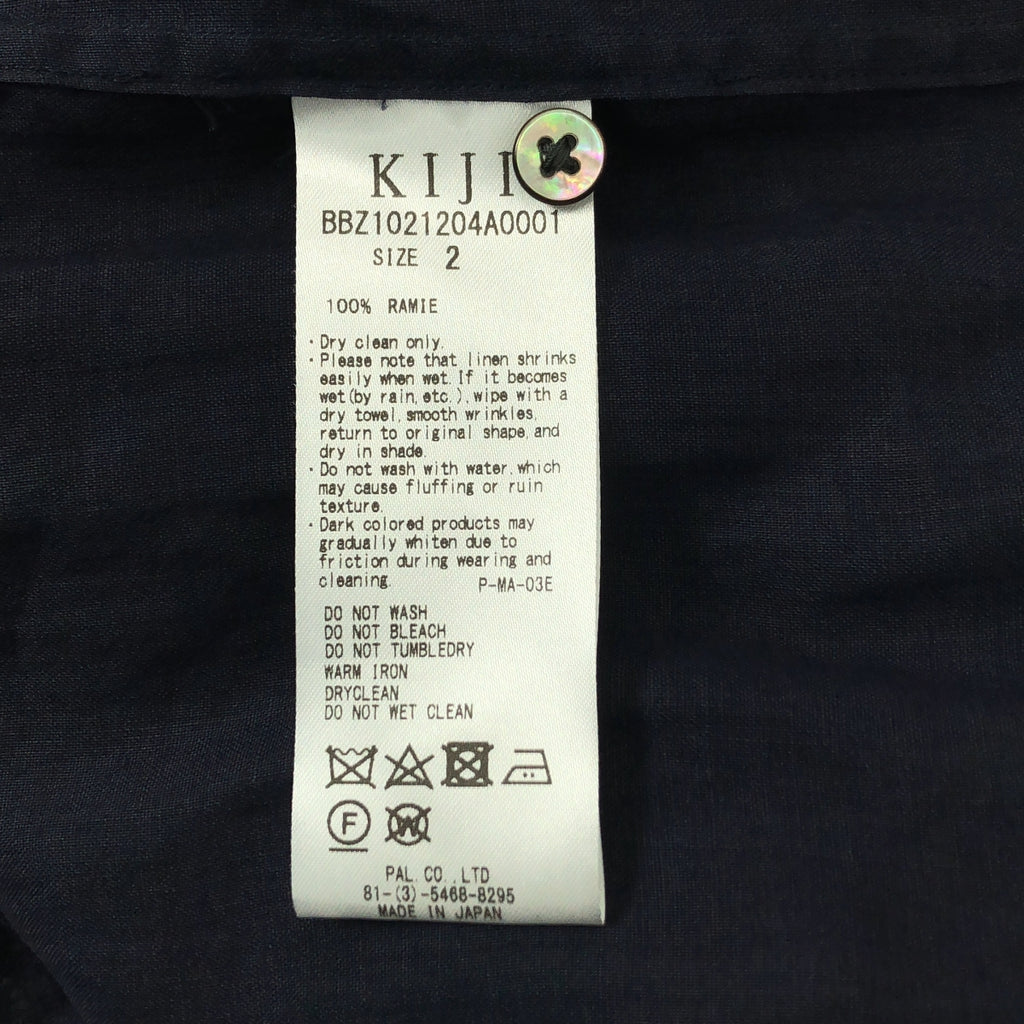 KIJI
BBZ1021204A0001
SIZE 2
100% RAMIE
・Dry clean only.
・Please note that linen shrinks
easily when wet. If it becomes
wet(by rain, etc.), wipe with a
dry towel, smooth wrinkles,
return to original shape, and
dry in shade.
・Do not wash with water, which
may cause fluffing or ruin
texture.
・Dark colored products may
gradually whiten due to
friction during wearing and
cleaning.
P-MA-03E
DO NOT WASH
DO NOT BLEACH
DO NOT TUMBLEDRY
WARM IRON
DRYCLEAN
DO NOT WET CLEAN
F W
PAL. CO., LTD
81-(3)-5468-8295
MADE IN JAPAN